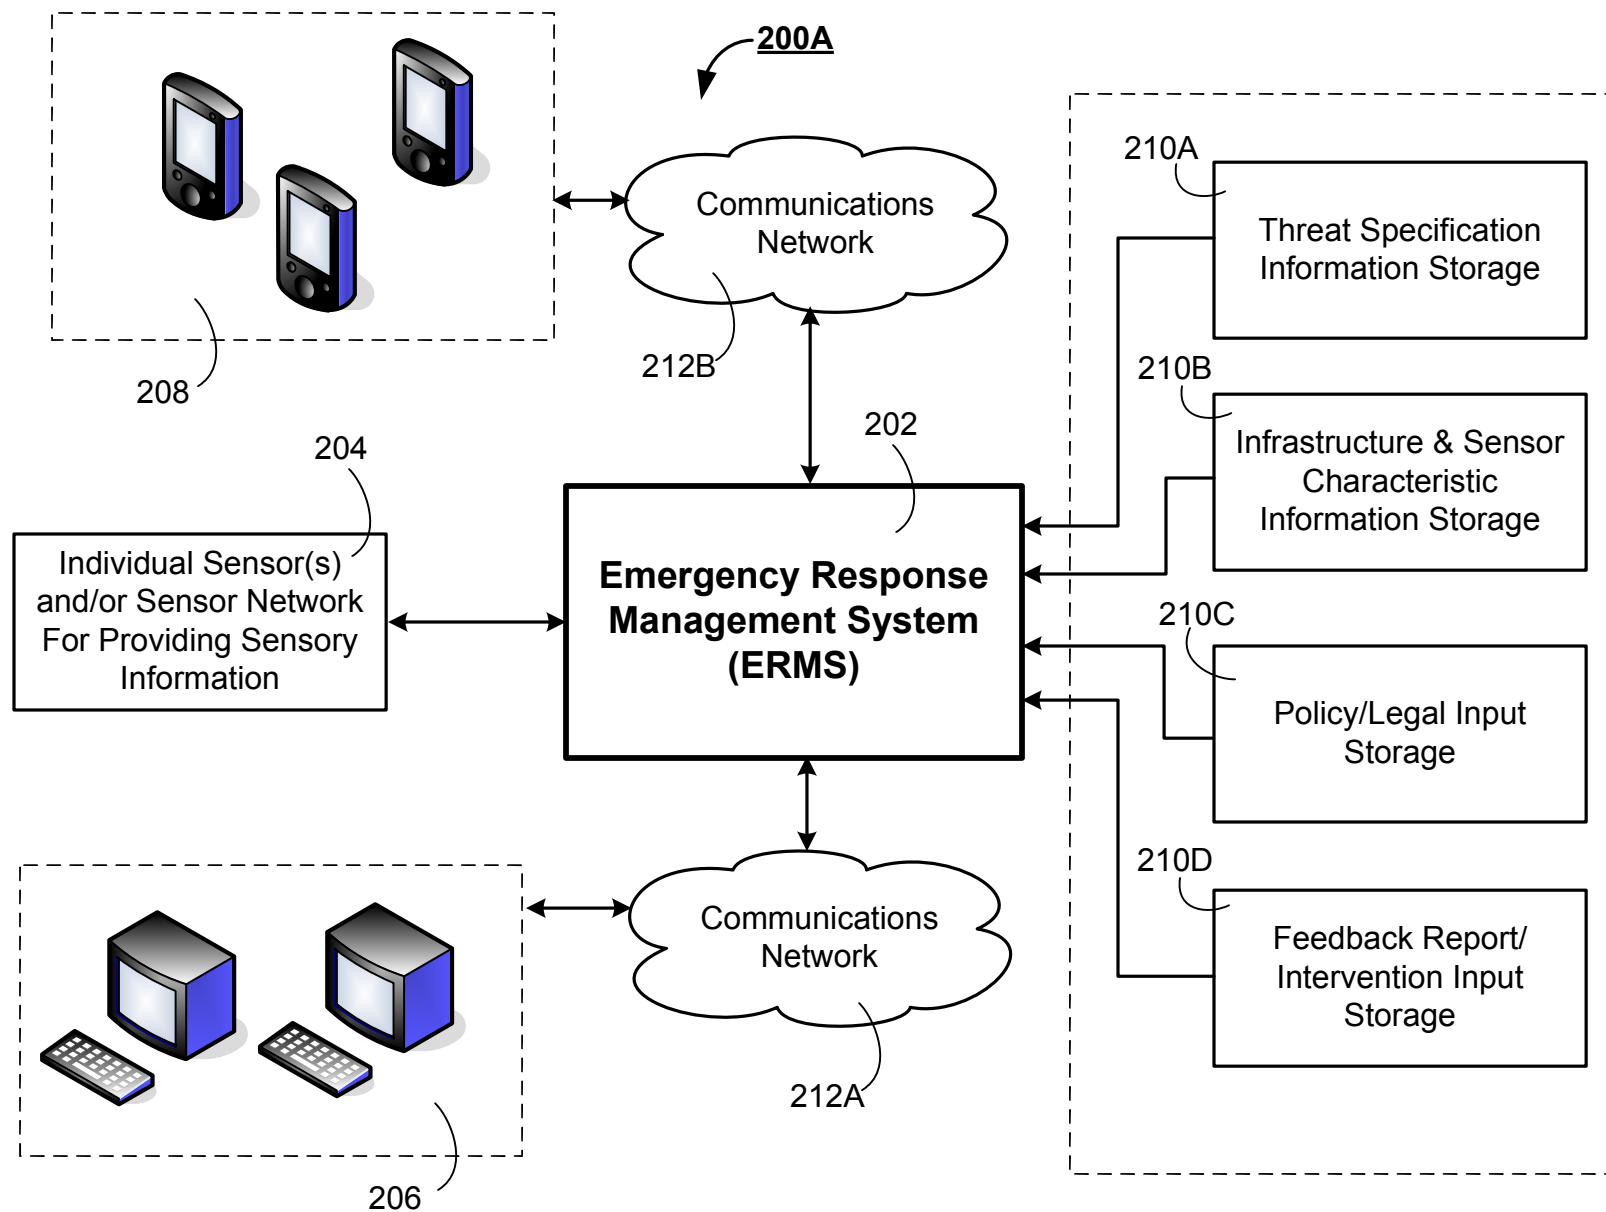 200A
Communications
Network
212B
208
210A
Threat Specification
Information Storage
210B
Infrastructure & Sensor
Characteristic
Information Storage
202
204
Individual Sensor(s)
and/or Sensor Network
For Providing Sensory
Information
Emergency Response
Management System
(ERMS)
210C
Policy/Legal Input
Storage
210D
Feedback Report/
Intervention Input
Storage
Communications
Network
212A
206